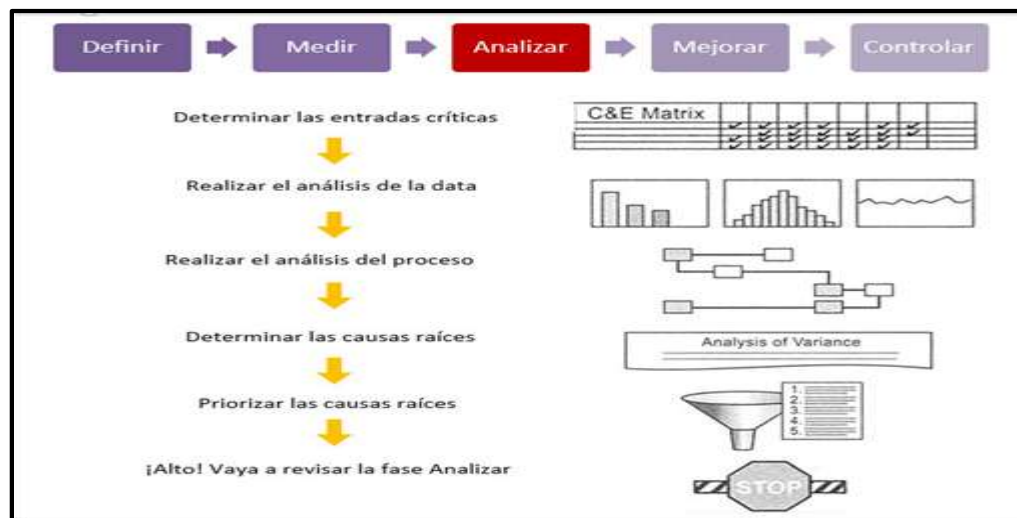 Definir
Medir
Analizar
Mejorar
Controlar
Determinar las entradas críticas
C&E Matrix
Realizar el análisis de la data
Realizar el análisis del proceso
Determinar las causas raíces
Analysis of Variance
Priorizar las causas raíces
1.
2.
3.
4.
5.
¡Alto! Vaya a revisar la fase Analizar
STOP